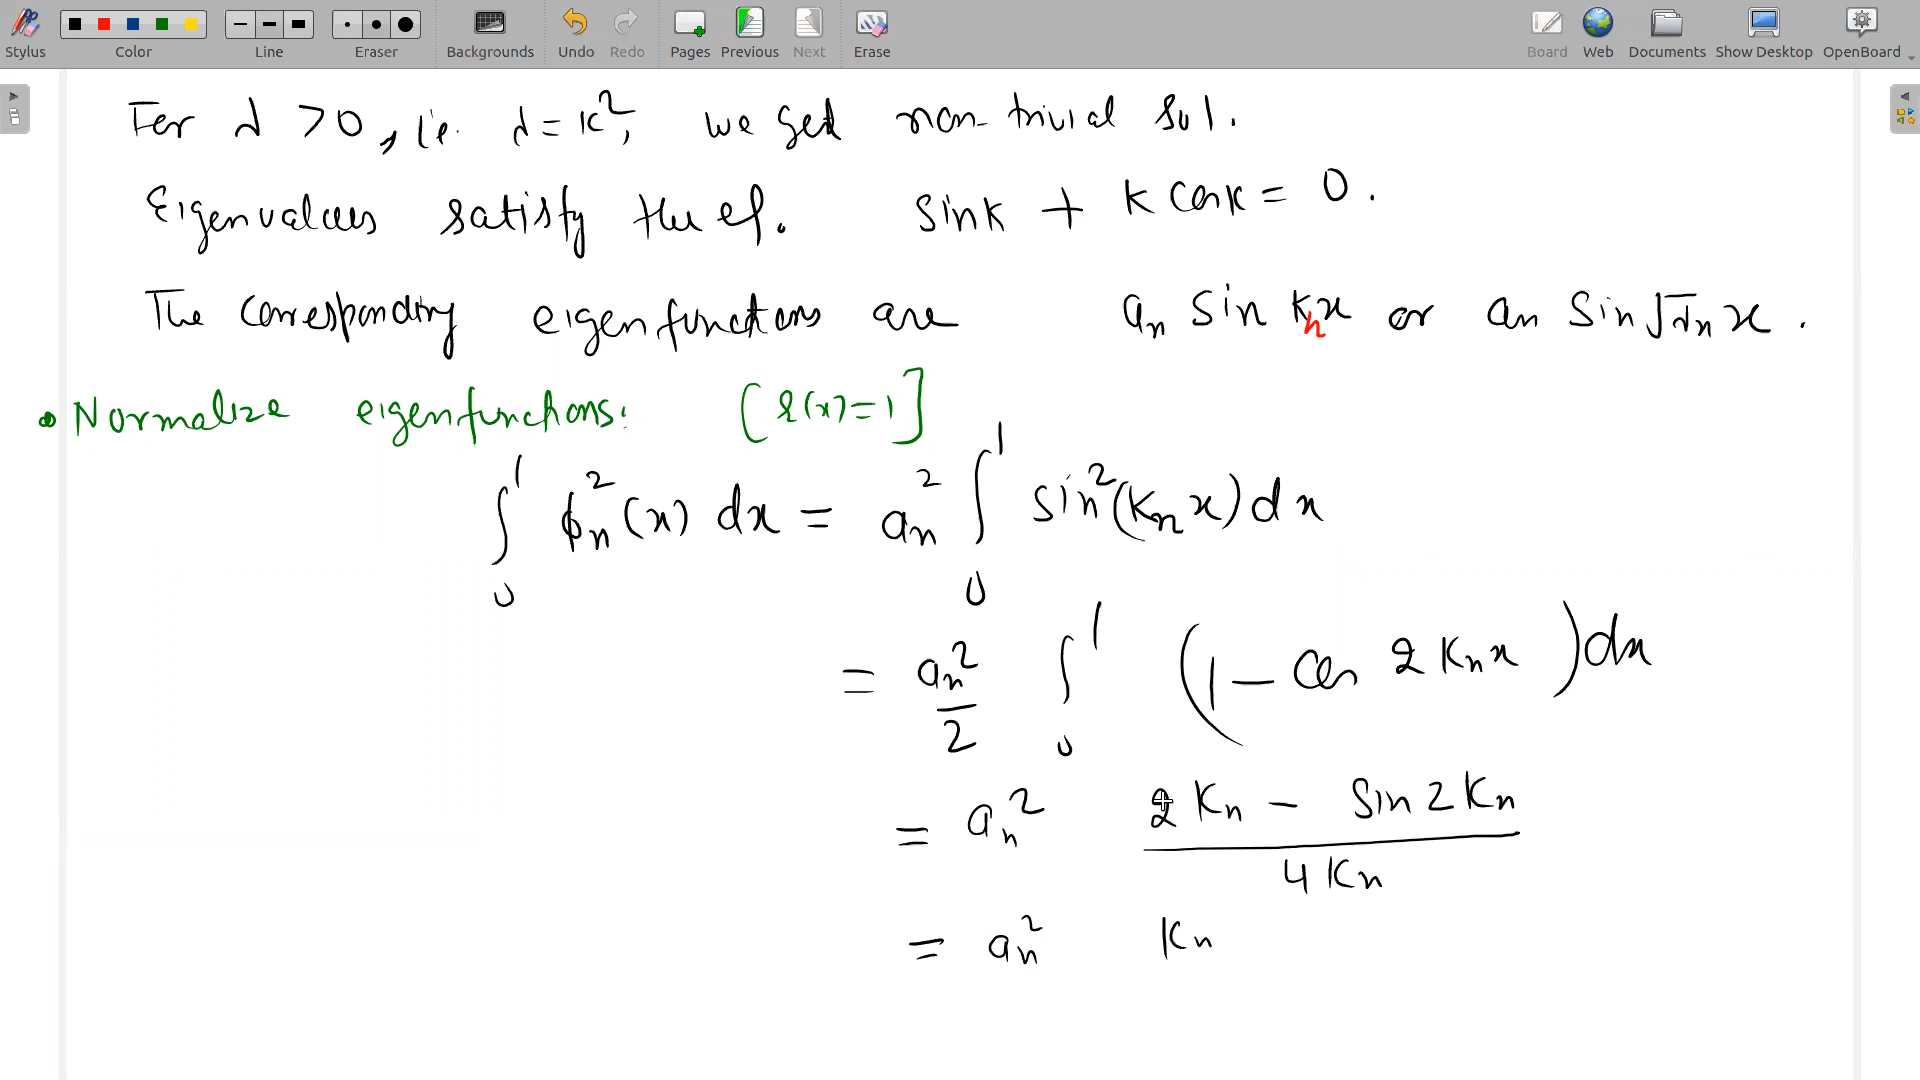 Stylus Color Line Eraser Backgrounds Undo Redo Pages Previous Next Erase Board Web Documents Show Desktop OpenBoard
For λ > 0, i.e. λ = k², we get non-trivial sol.
Eigenvalues satisfy the eq. sin k + k cos k = 0.
The corresponding eigenfunctions are aₙ sin kₙx or aₙ sin √λₙ x.
• Normalize eigenfunctions: [r(x) = 1]
∫₀¹ ϕₙ²(x) dx = aₙ² ∫₀¹ sin²(kₙx) dx
= aₙ²/2 ∫₀¹ (1 − cos 2kₙx) dx
= aₙ² (2kₙ − sin 2kₙ)/4kₙ
= aₙ² kₙ